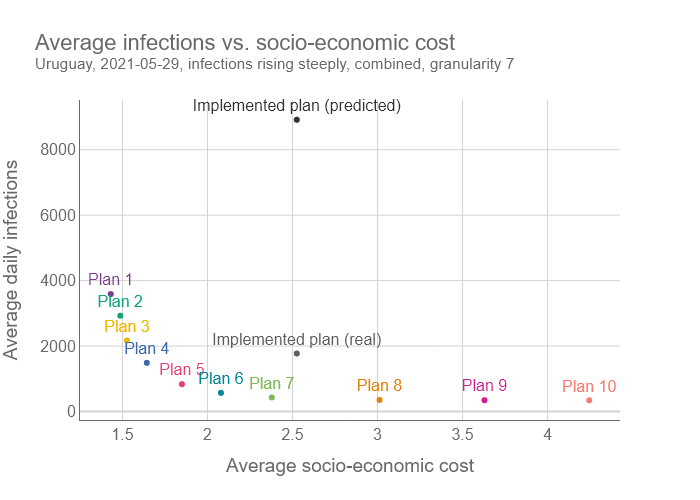 Average infections vs. socio-economic cost
Uruguay, 2021-05-29, infections rising steeply, combined, granularity 7
Implemented plan (predicted)
8000
6000
4000
2000
0
Average daily infections
Plan 1
Plan 2
Plan 3
Plan 4
Implemented plan (real)
Plan 5
Plan 6
Plan 7
Plan 8
Plan 9
Plan 10
1.5
2
2.5
3
3.5
4
Average socio-economic cost